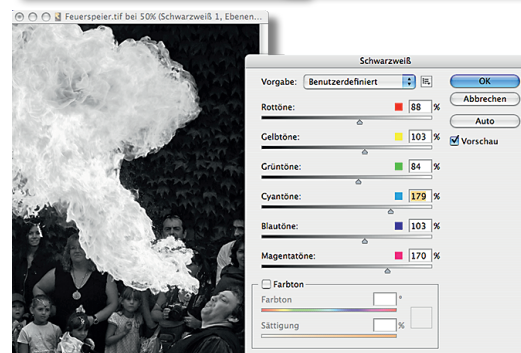 Feuerspeier.tif bei 50% (Schwarzweiß 1, Ebenen...
Schwarzweiß
Vorgabe: Benutzerdefiniert
OK
Abbrechen
Auto
Vorschau
Rottöne: 88 %
Gelbtöne: 103 %
Grüntöne: 84 %
Cyantöne: 179 %
Blautöne: 103 %
Magentatöne: 170 %
Farbton
Farbton °
Sättigung %